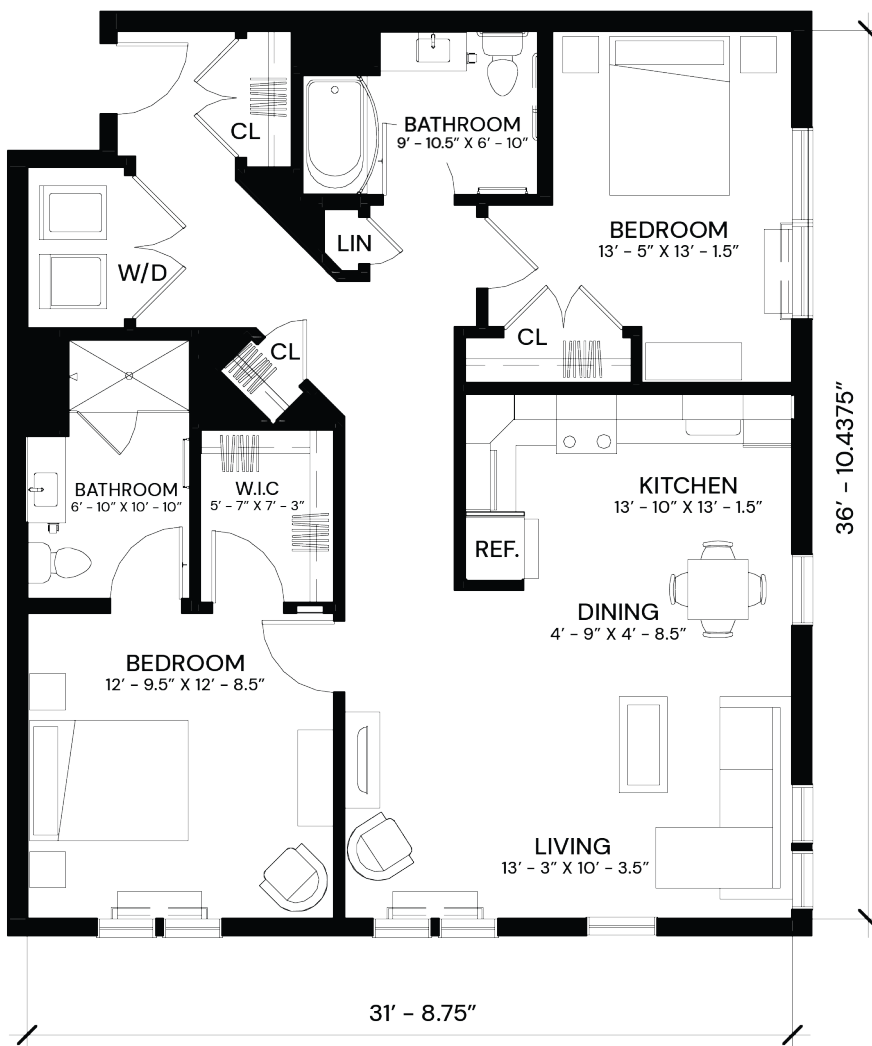 CL
BATHROOM
9' - 10.5" X 6' - 10"
LIN
BEDROOM
13' - 5" X 13' - 1.5"
W/D
CL
CL
36' - 10.4375"
BATHROOM
6' - 10" X 10' - 10"
W.I.C
5' - 7" X 7' - 3"
KITCHEN
13' - 10" X 13' - 1.5"
REF.
DINING
4' - 9" X 4' - 8.5"
BEDROOM
12' - 9.5" X 12' - 8.5"
LIVING
13' - 3" X 10' - 3.5"
31' - 8.75"